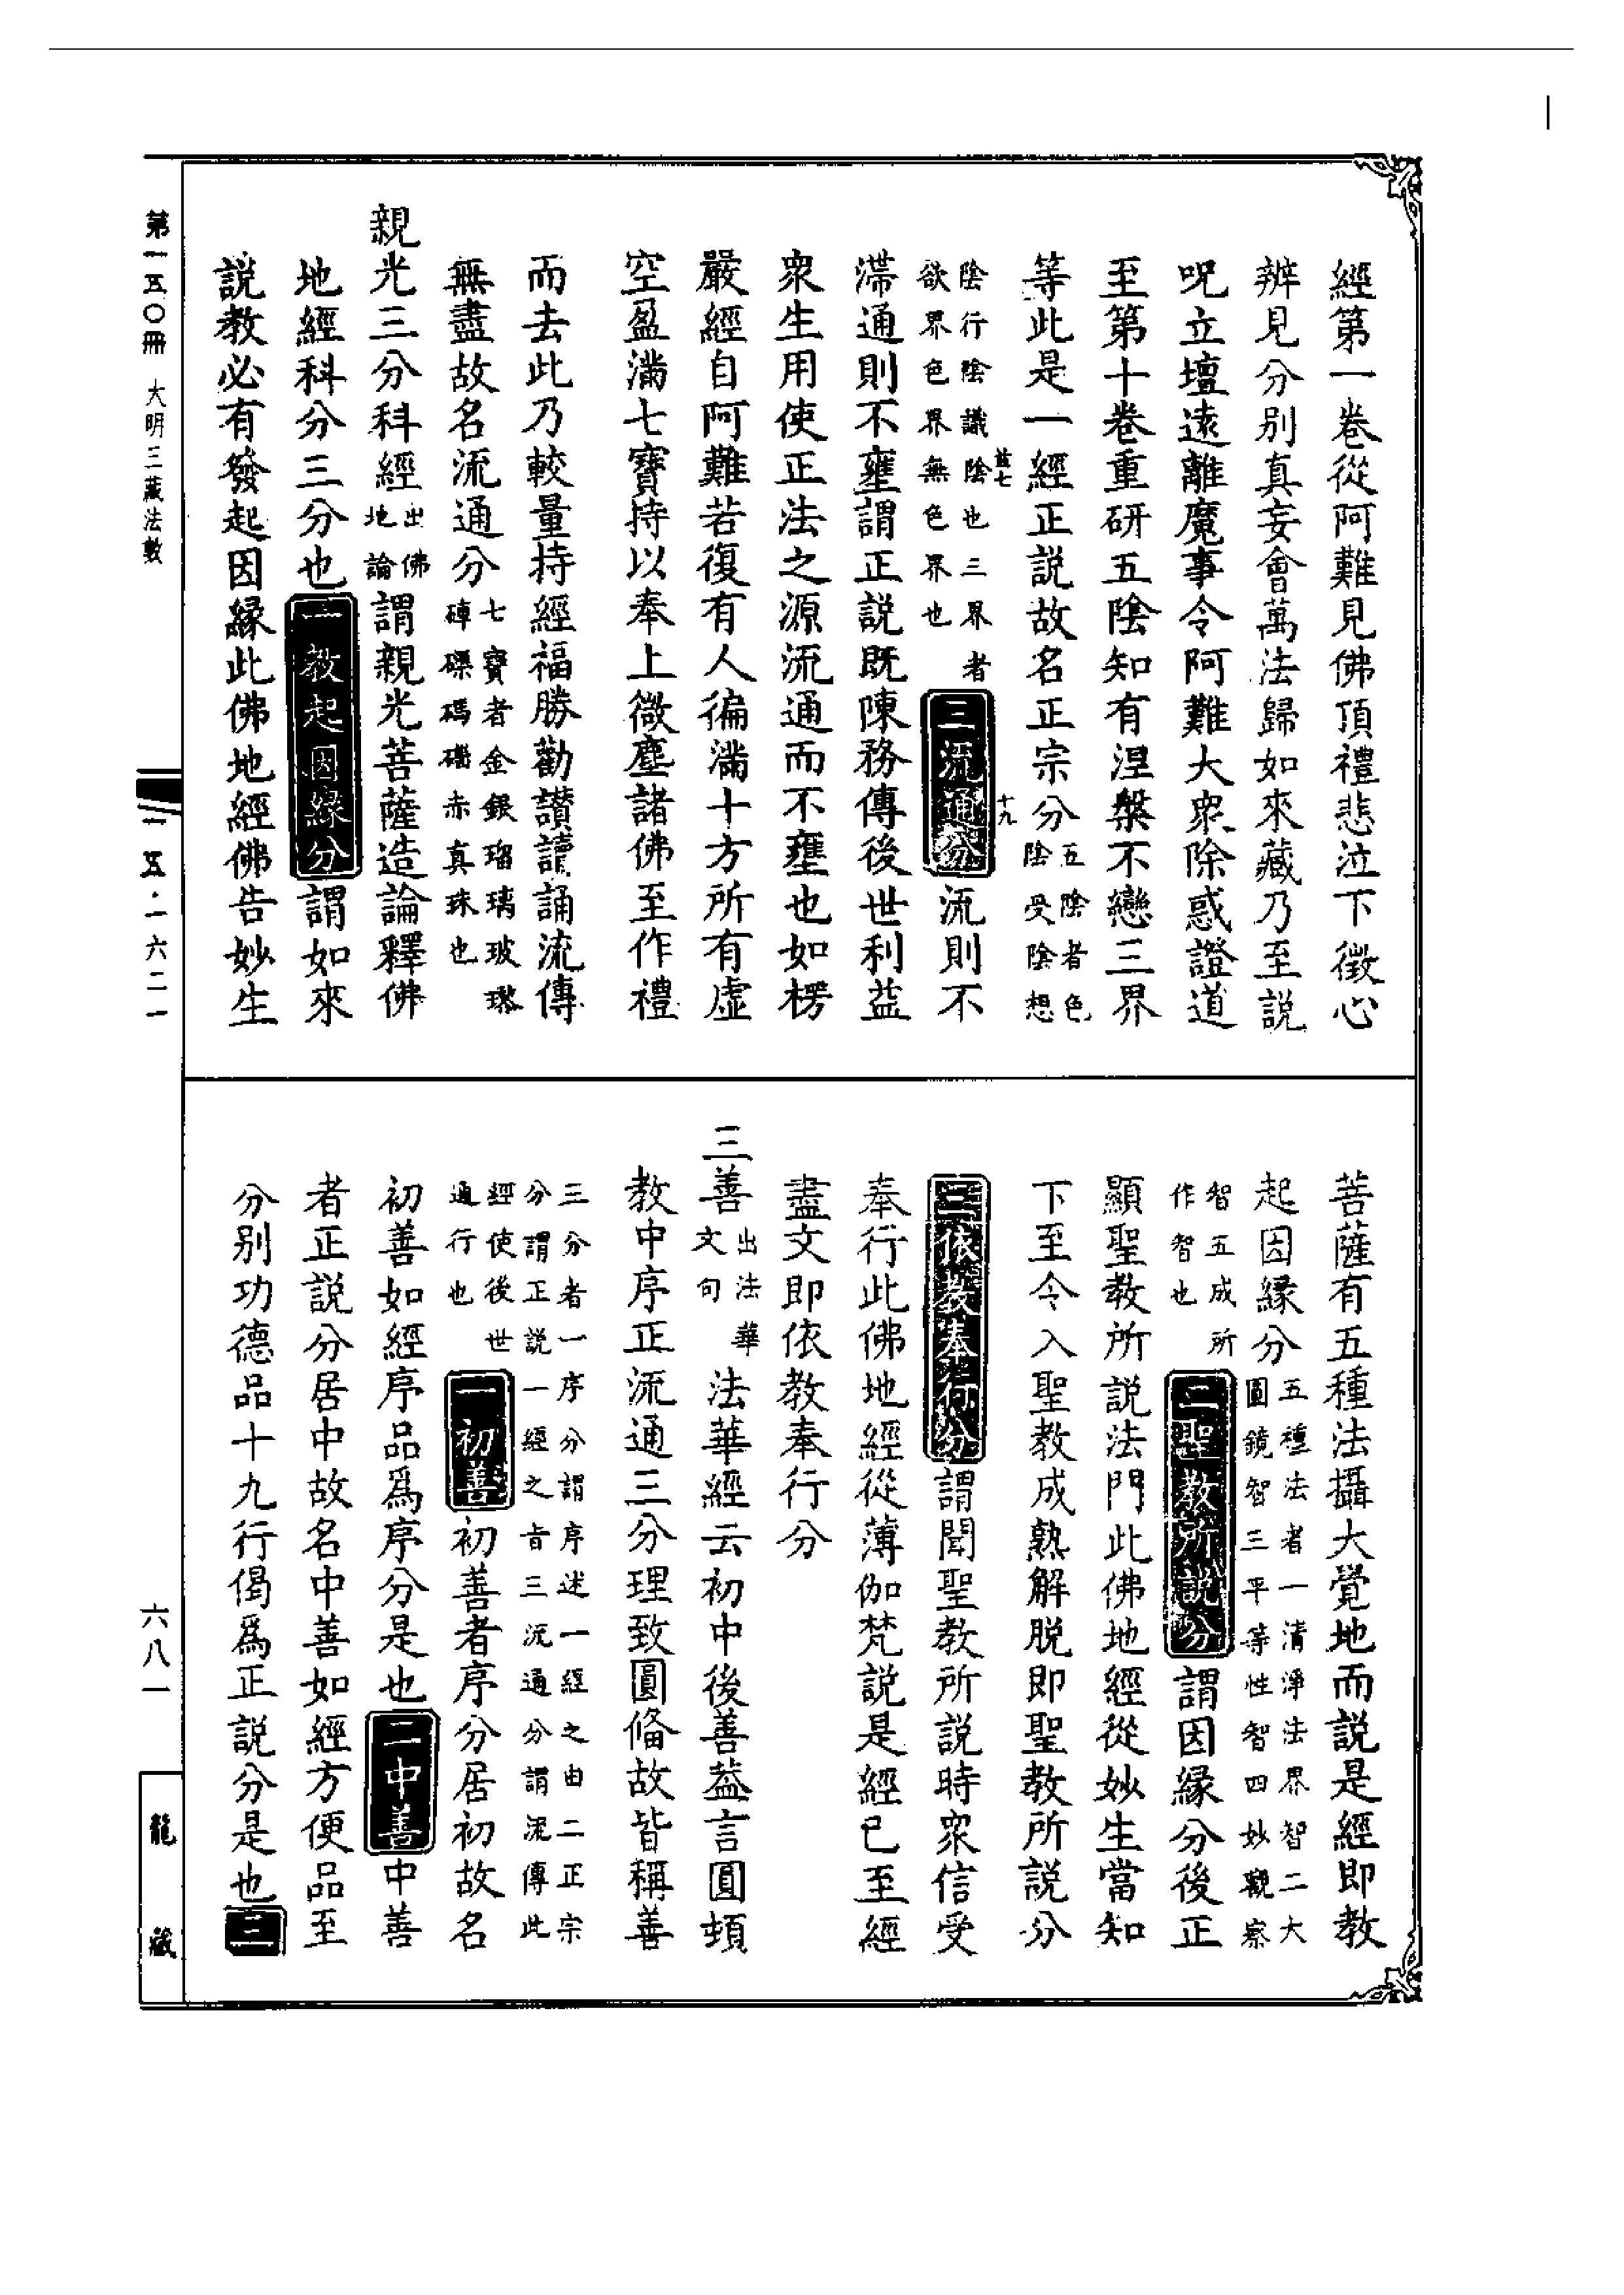 經第一卷從阿難見佛頂禮悲泣下徵心
辨見分别真妄會萬法歸如來藏乃至説
呪立壇遠離魔事令阿難大衆除惑證道
至第十卷重研五陰知有涅槃不戀三界
等此是一經正説故名正宗分五陰者色陰受陰想
陰行陰識陰也三界者欲界色界無色界也三流通分流則不
滯通則不壅謂正説既陳務傳後世利益
衆生用使正法之源流通而不壅也如楞
嚴經自阿難若復有人徧滿十方所有虚
空盈滿七寶持以奉上微塵諸佛至作禮
而去此乃較量持經福勝勸讃讀誦流傳
無盡故名流通分七寶者金銀瑠璃玻瓈硨磲碼碯赤真珠也
親光三分科經出佛地論謂親光菩薩造論釋佛
地經科分三分也一教起因緣分謂如來
説教必有發起因緣此佛地經佛告妙生
菩薩有五種法攝大覺地而説是經即教
起因緣分五種法者一清淨法界智二大圓鏡智三平等性智四妙觀察
智五成所作智也二聖教所説分謂因緣分後正
顯聖教所説法門此佛地經從妙生當知
下至令入聖教成熟解脱即聖教所説分
三依教奉行分謂聞聖教所説時衆信受
奉行此佛地經從薄伽梵説是經已至經
盡文即依教奉行分
三善出法華文句法華經云初中後善葢言圓頓
教中序正流通三分理致圓俻故皆稱善
三分者一序分謂序述一經之由二正宗分謂正説一經之旨三流通分謂流傳此
經使後世通行也一初善初善者序分居初故名
初善如經序品爲序分是也二中善中善
者正説分居中故名中善如經方便品至
分别功德品十九行偈爲正説分是也三
第一五〇冊
大明三藏法數
一五·一六二一
六八一
龍藏
益七
十九